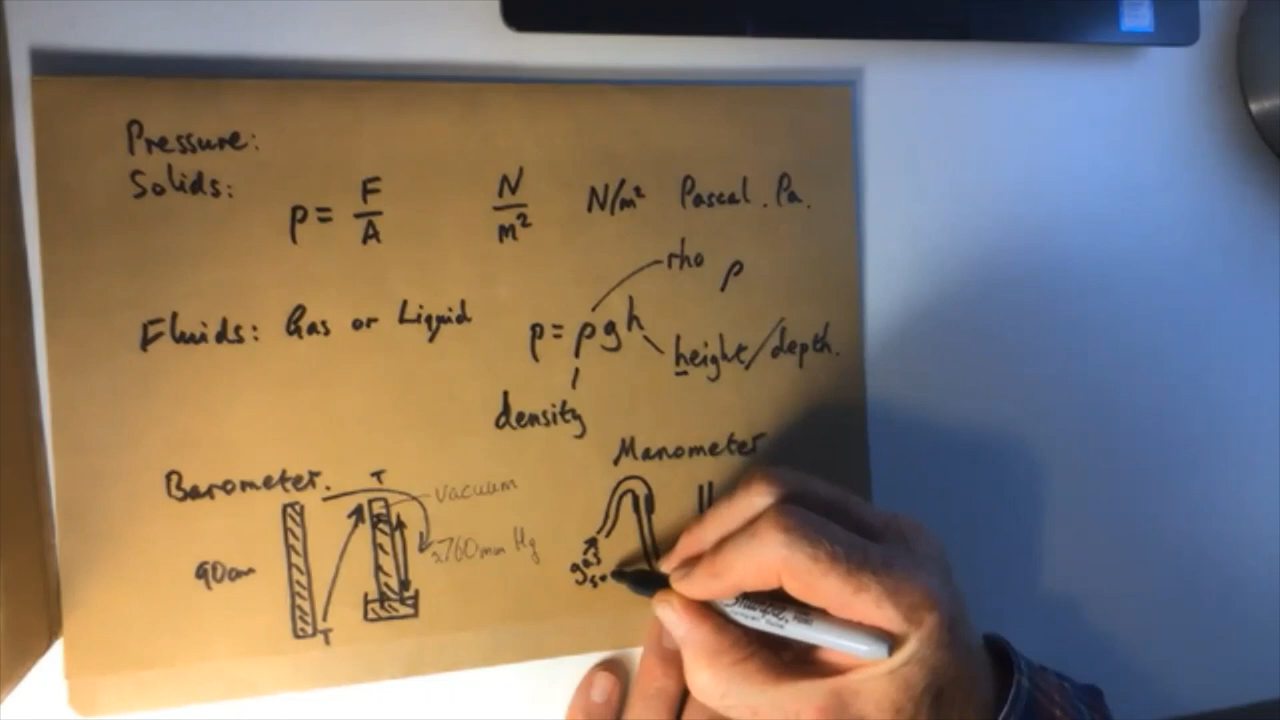 Pressure:
Solids:
p = F/A N/m² N/m² Pascal. Pa.
rho ρ
Fluids: Gas or Liquid p = ρgh
height/depth.
density
Manometer
Barometer. T
vacuum
≈760mm Hg
90cm
gas
T
Sharpie